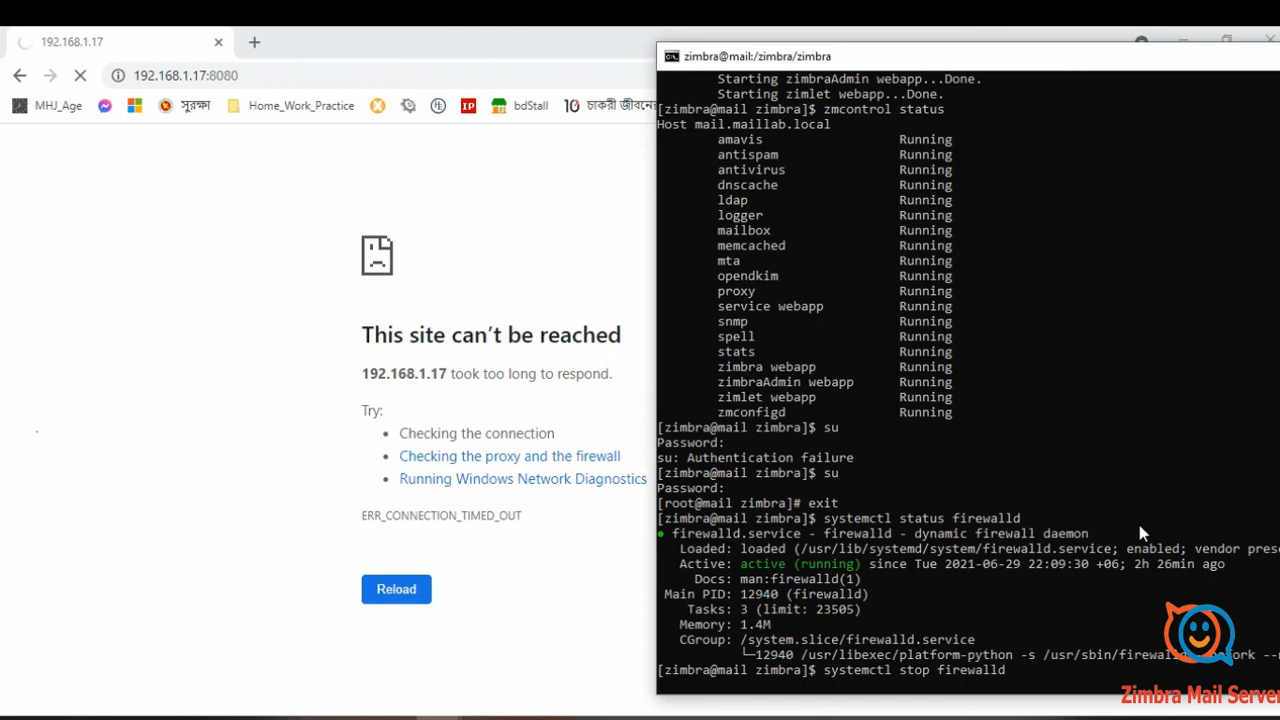 192.168.1.17
192.168.1.17:8080
MHJ_Age
সুরক্ষা
Home_Work_Practice
IP
bdStall
10
This site can't be reached
192.168.1.17 took too long to respond.
Try:
Checking the connection
Checking the proxy and the firewall
Running Windows Network Diagnostics
ERR_CONNECTION_TIMED_OUT
Reload
zimbra@mail:/zimbra/zimbra
Starting zimbraAdmin webapp...Done.
Starting zimlet webapp...Done.
[zimbra@mail zimbra]$ zmcontrol status
Host mail.maillab.local
amavis Running
antispam Running
antivirus Running
dnscache Running
ldap Running
logger Running
mailbox Running
memcached Running
mta Running
opendkim Running
proxy Running
service webapp Running
snmp Running
spell Running
stats Running
zimbra webapp Running
zimbraAdmin webapp Running
zimlet webapp Running
zmconfigd Running
[zimbra@mail zimbra]$ su
Password:
su: Authentication failure
[zimbra@mail zimbra]$ su
Password:
[root@mail zimbra]# exit
[zimbra@mail zimbra]$ systemctl status firewalld
● firewalld.service - firewalld - dynamic firewall daemon
Loaded: loaded (/usr/lib/systemd/system/firewalld.service; enabled; vendor prese
Active: active (running) since Tue 2021-06-29 22:09:30 +06; 2h 26min ago
Docs: man:firewalld(1)
Main PID: 12940 (firewalld)
Tasks: 3 (limit: 23505)
Memory: 1.4M
CGroup: /system.slice/firewalld.service
└─12940 /usr/libexec/platform-python -s /usr/sbin/firewall
[zimbra@mail zimbra]$ systemctl stop firewalld
Zimbra Mail Server